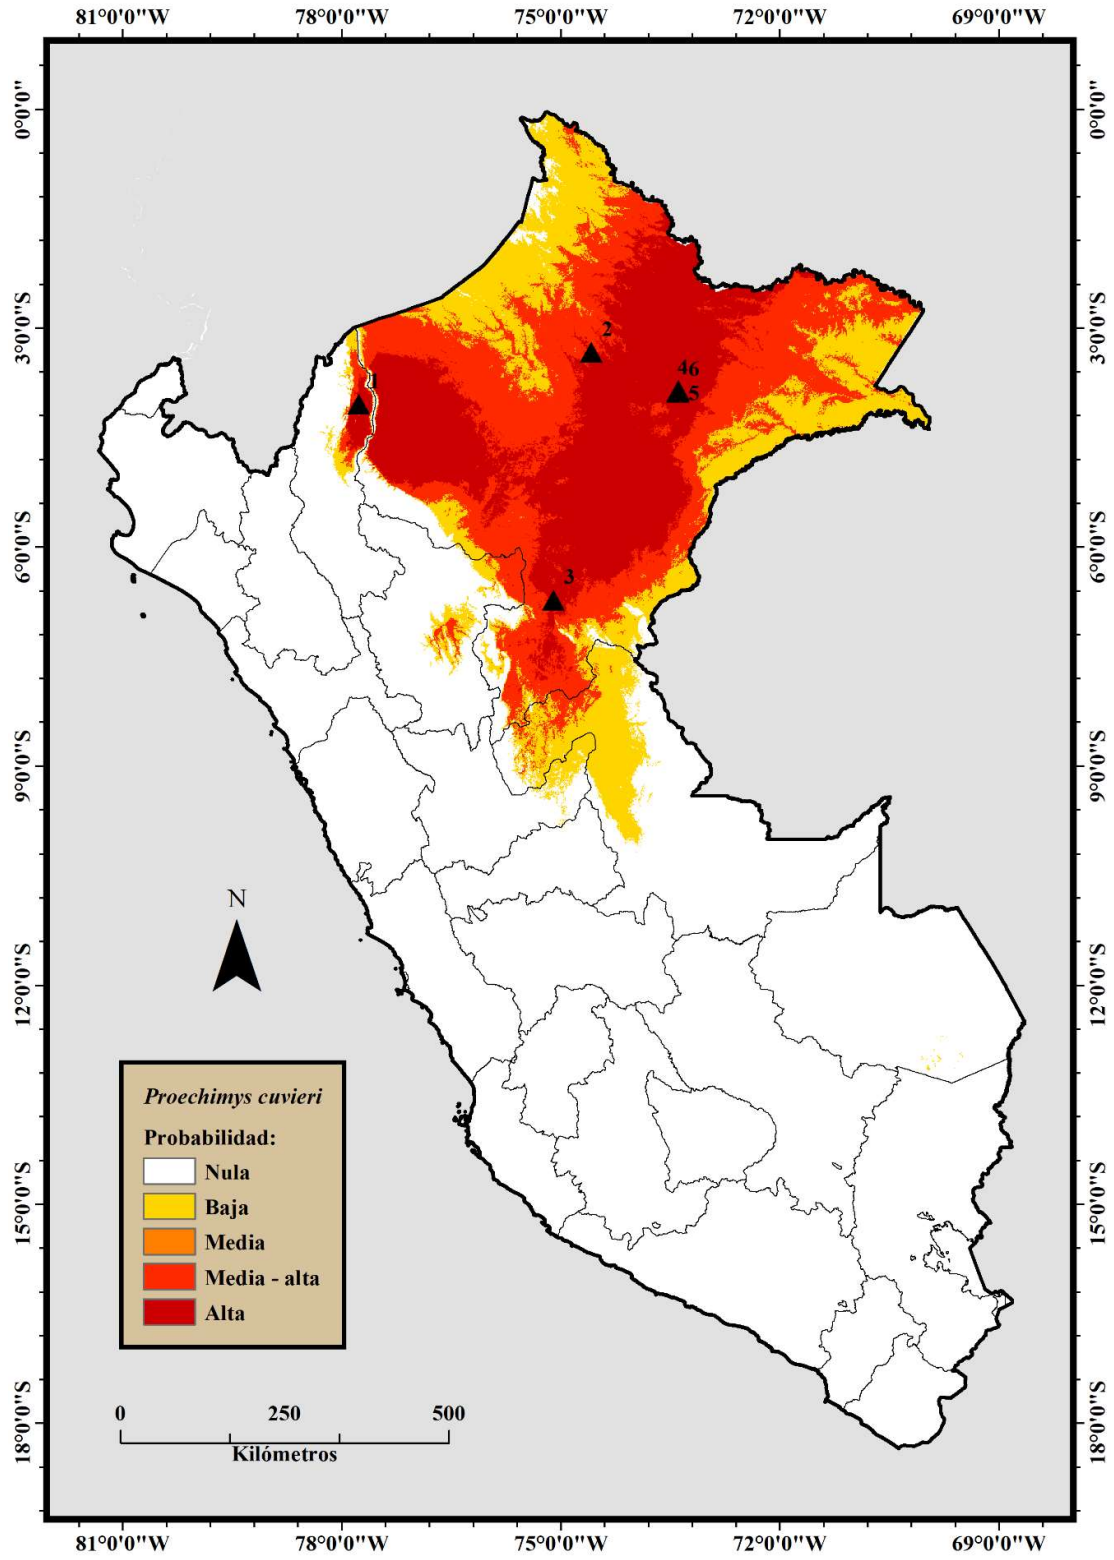 81°0'0"W 78°0'0"W 75°0'0"W 72°0'0"W 69°0'0"W
0°0'0" 0°0'0"
3°0'0"S 3°0'0"S
2
46
1
5
6°0'0"S 6°0'0"S
3
9°0'0"S 9°0'0"S
N
12°0'0"S 12°0'0"S
Proechimys cuvieri
Probabilidad:
Nula
15°0'0"S 15°0'0"S
Baja
Media
Media - alta
Alta
0 250 500
18°0'0"S 18°0'0"S
Kilómetros
81°0'0"W 78°0'0"W 75°0'0"W 72°0'0"W 69°0'0"W